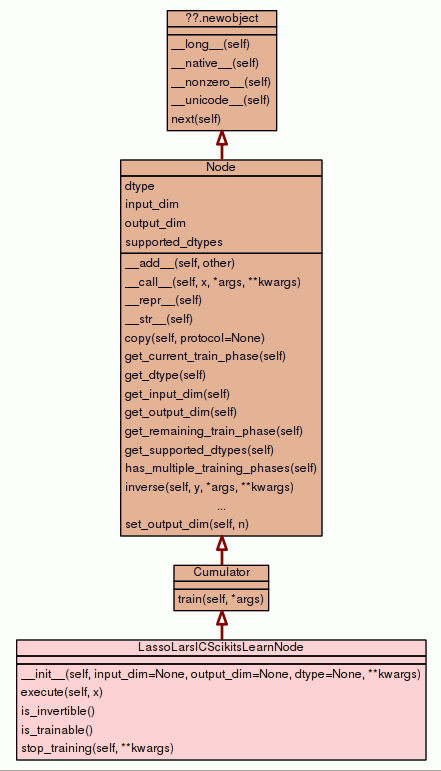 ??.newobject
__long__(self)
__native__(self)
__nonzero__(self)
__unicode__(self)
next(self)
Node
dtype
input_dim
output_dim
supported_dtypes
__add__(self, other)
__call__(self, x, *args, **kwargs)
__repr__(self)
__str__(self)
copy(self, protocol=None)
get_current_train_phase(self)
get_dtype(self)
get_input_dim(self)
get_output_dim(self)
get_remaining_train_phase(self)
get_supported_dtypes(self)
has_multiple_training_phases(self)
inverse(self, y, *args, **kwargs)
...
set_output_dim(self, n)
Cumulator
train(self, *args)
LassoLarsICScikitsLearnNode
__init__(self, input_dim=None, output_dim=None, dtype=None, **kwargs)
execute(self, x)
is_invertible()
is_trainable()
stop_training(self, **kwargs)